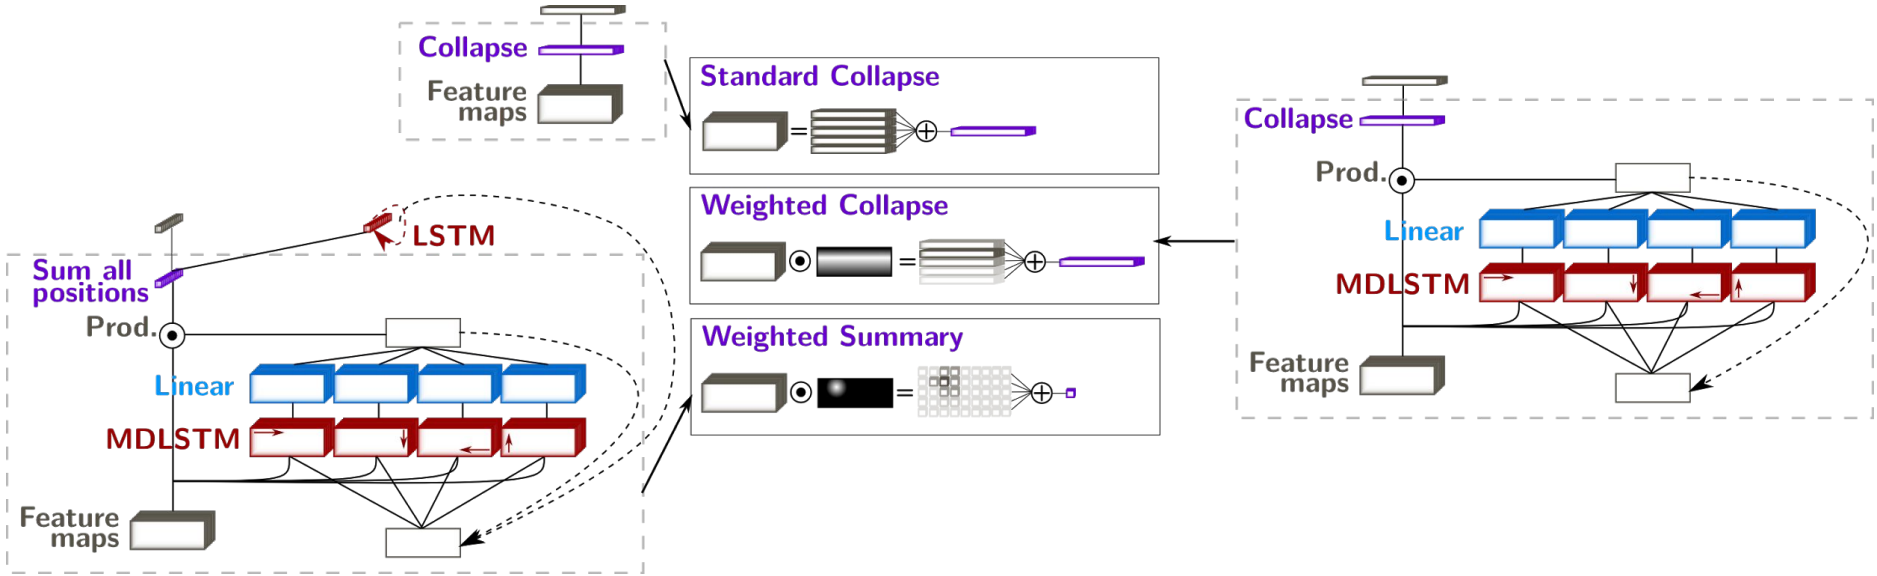 Collapse
Feature
maps
Standard Collapse
=
Weighted Collapse
=
Weighted Summary
=
LSTM
Sum all
positions
Prod.
Linear
MDLSTM
Feature
maps
Collapse
Prod.
Linear
MDLSTM
Feature
maps